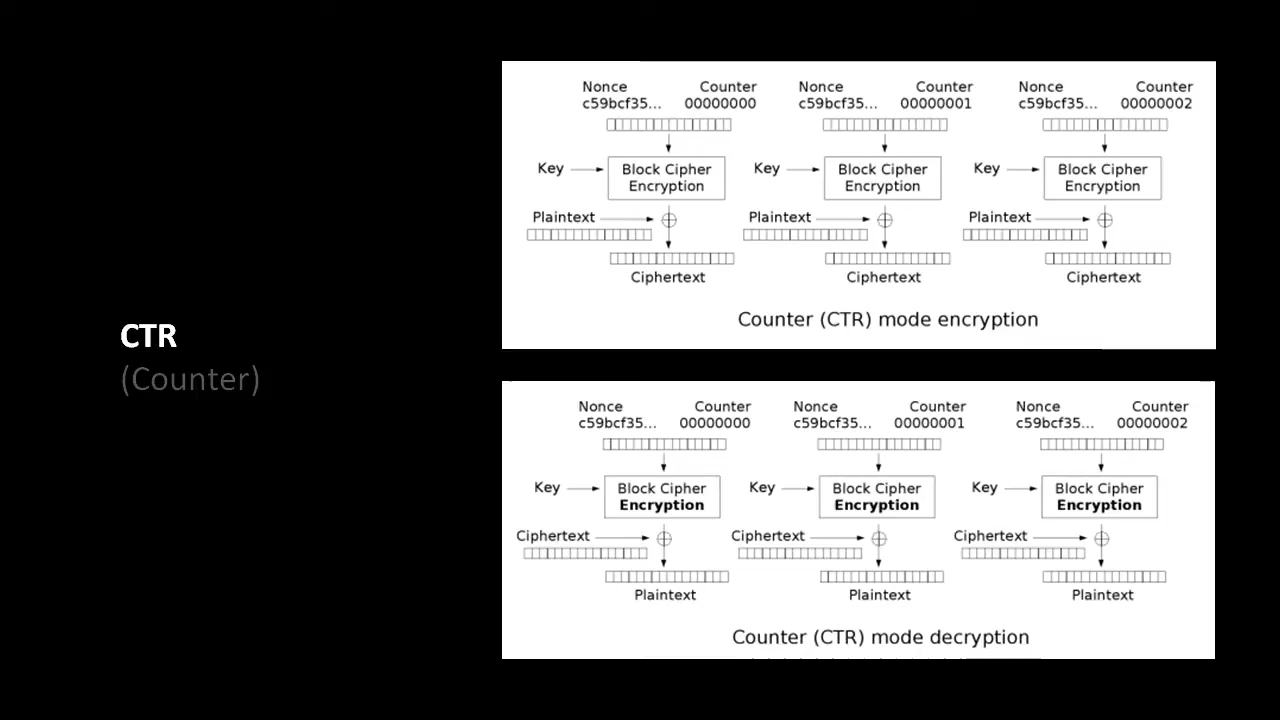 CTR
(Counter)
Nonce Counter Nonce Counter Nonce Counter
c59bcf35... 00000000 c59bcf35... 00000001 c59bcf35... 00000002
Key Block Cipher Key Block Cipher Key Block Cipher
Encryption Encryption Encryption
Plaintext Plaintext Plaintext
Ciphertext Ciphertext Ciphertext
Counter (CTR) mode encryption
Nonce Counter Nonce Counter Nonce Counter
c59bcf35... 00000000 c59bcf35... 00000001 c59bcf35... 00000002
Key Block Cipher Key Block Cipher Key Block Cipher
Encryption Encryption Encryption
Ciphertext Ciphertext Ciphertext
Plaintext Plaintext Plaintext
Counter (CTR) mode decryption